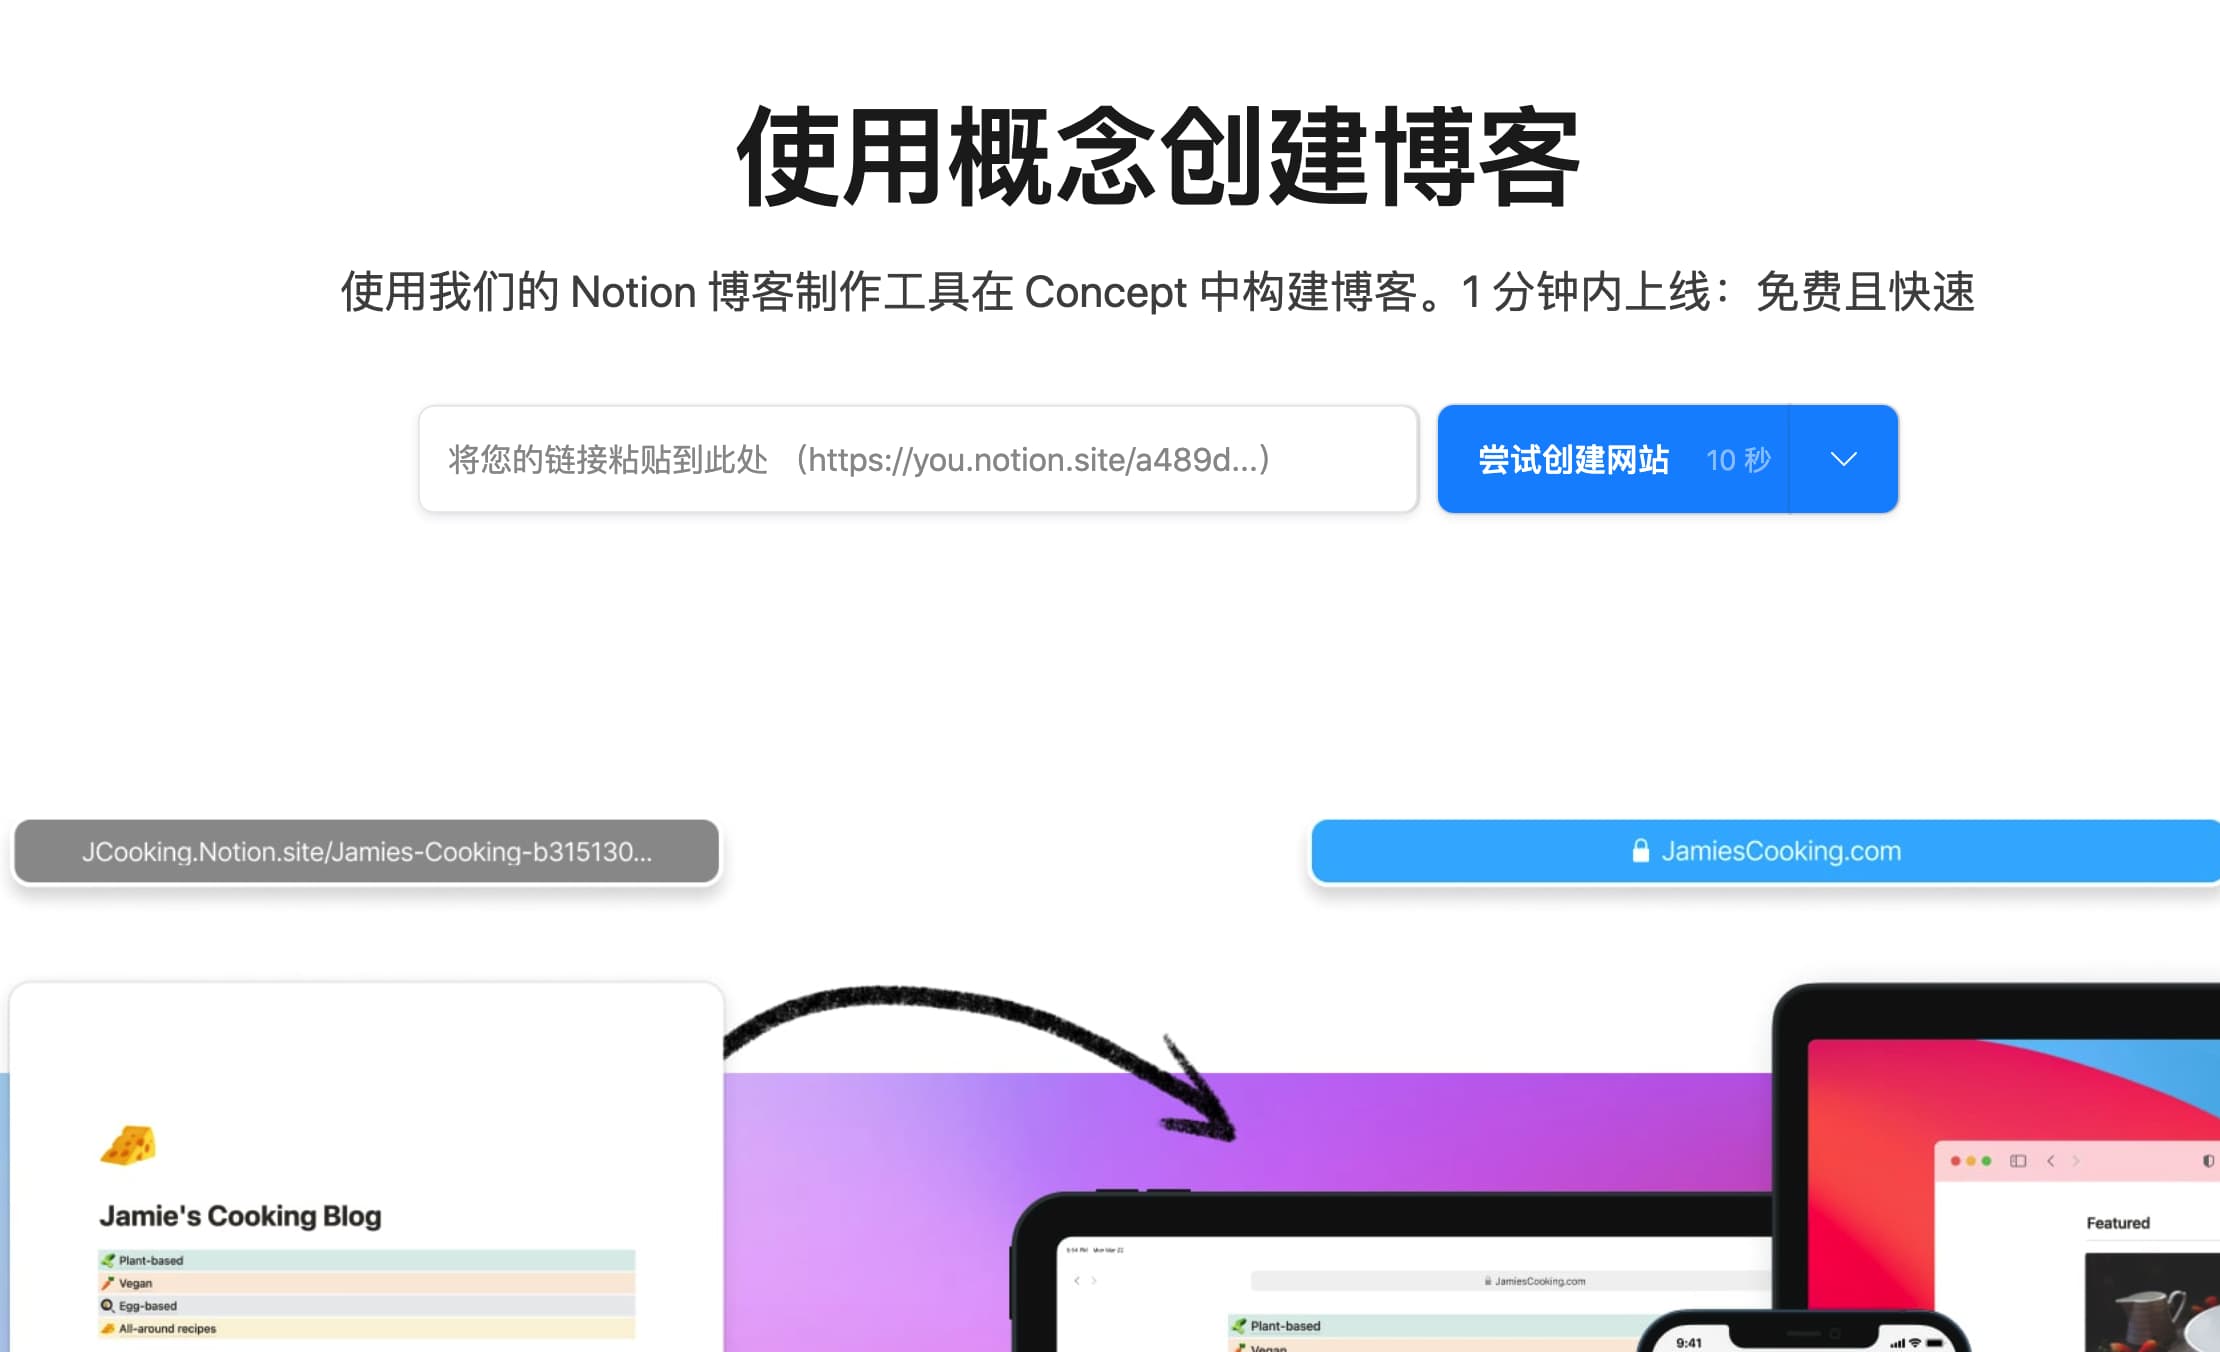 使用概念创建博客
使用我们的 Notion 博客制作工具在 Concept 中构建博客。1 分钟内上线：免费且快速
将您的链接粘贴到此处 （https://you.notion.site/a489d...）
尝试创建网站 10 秒
JCooking.Notion.site/Jamies-Cooking-b315130...
JamiesCooking.com
Jamie's Cooking Blog
Plant-based
Vegan
Egg-based
All-around recipes
JamiesCooking.com
Plant-based
Vegan
Featured
9:41